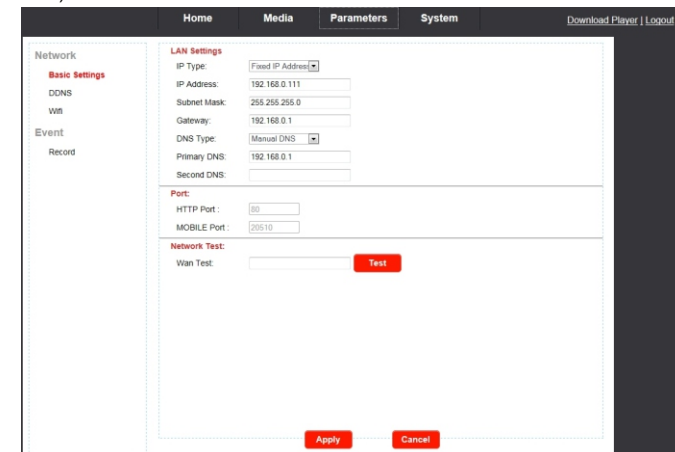 Home Media Parameters System Download Player | Logout
Network
Basic Settings
DDNS
Wifi
Event
Record
LAN Settings
IP Type: Fixed IP Address
IP Address: 192.168.0.111
Subnet Mask: 255.255.255.0
Gateway: 192.168.0.1
DNS Type: Manual DNS
Primary DNS: 192.168.0.1
Second DNS:
Port:
HTTP Port : 80
MOBILE Port : 20510
Network Test:
Wan Test: Test
Apply Cancel